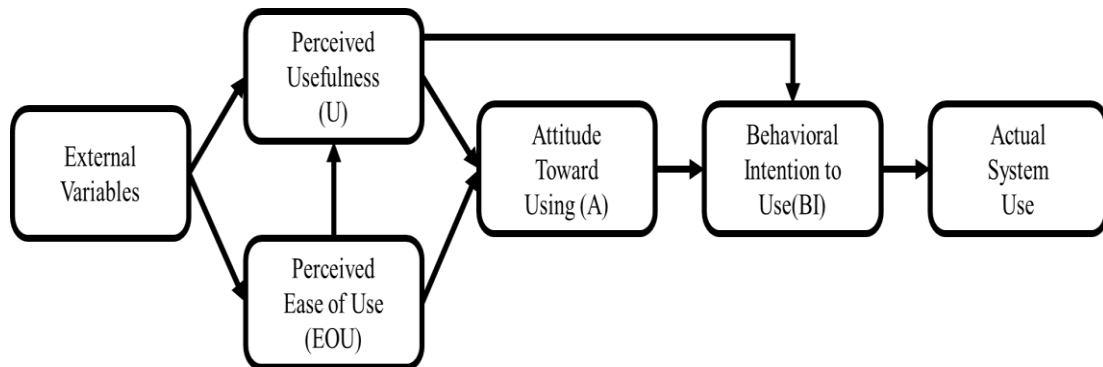 External
Variables
Perceived
Usefulness
(U)
Perceived
Ease of Use
(EOU)
Attitude
Toward
Using (A)
Behavioral
Intention to
Use(BI)
Actual
System
Use